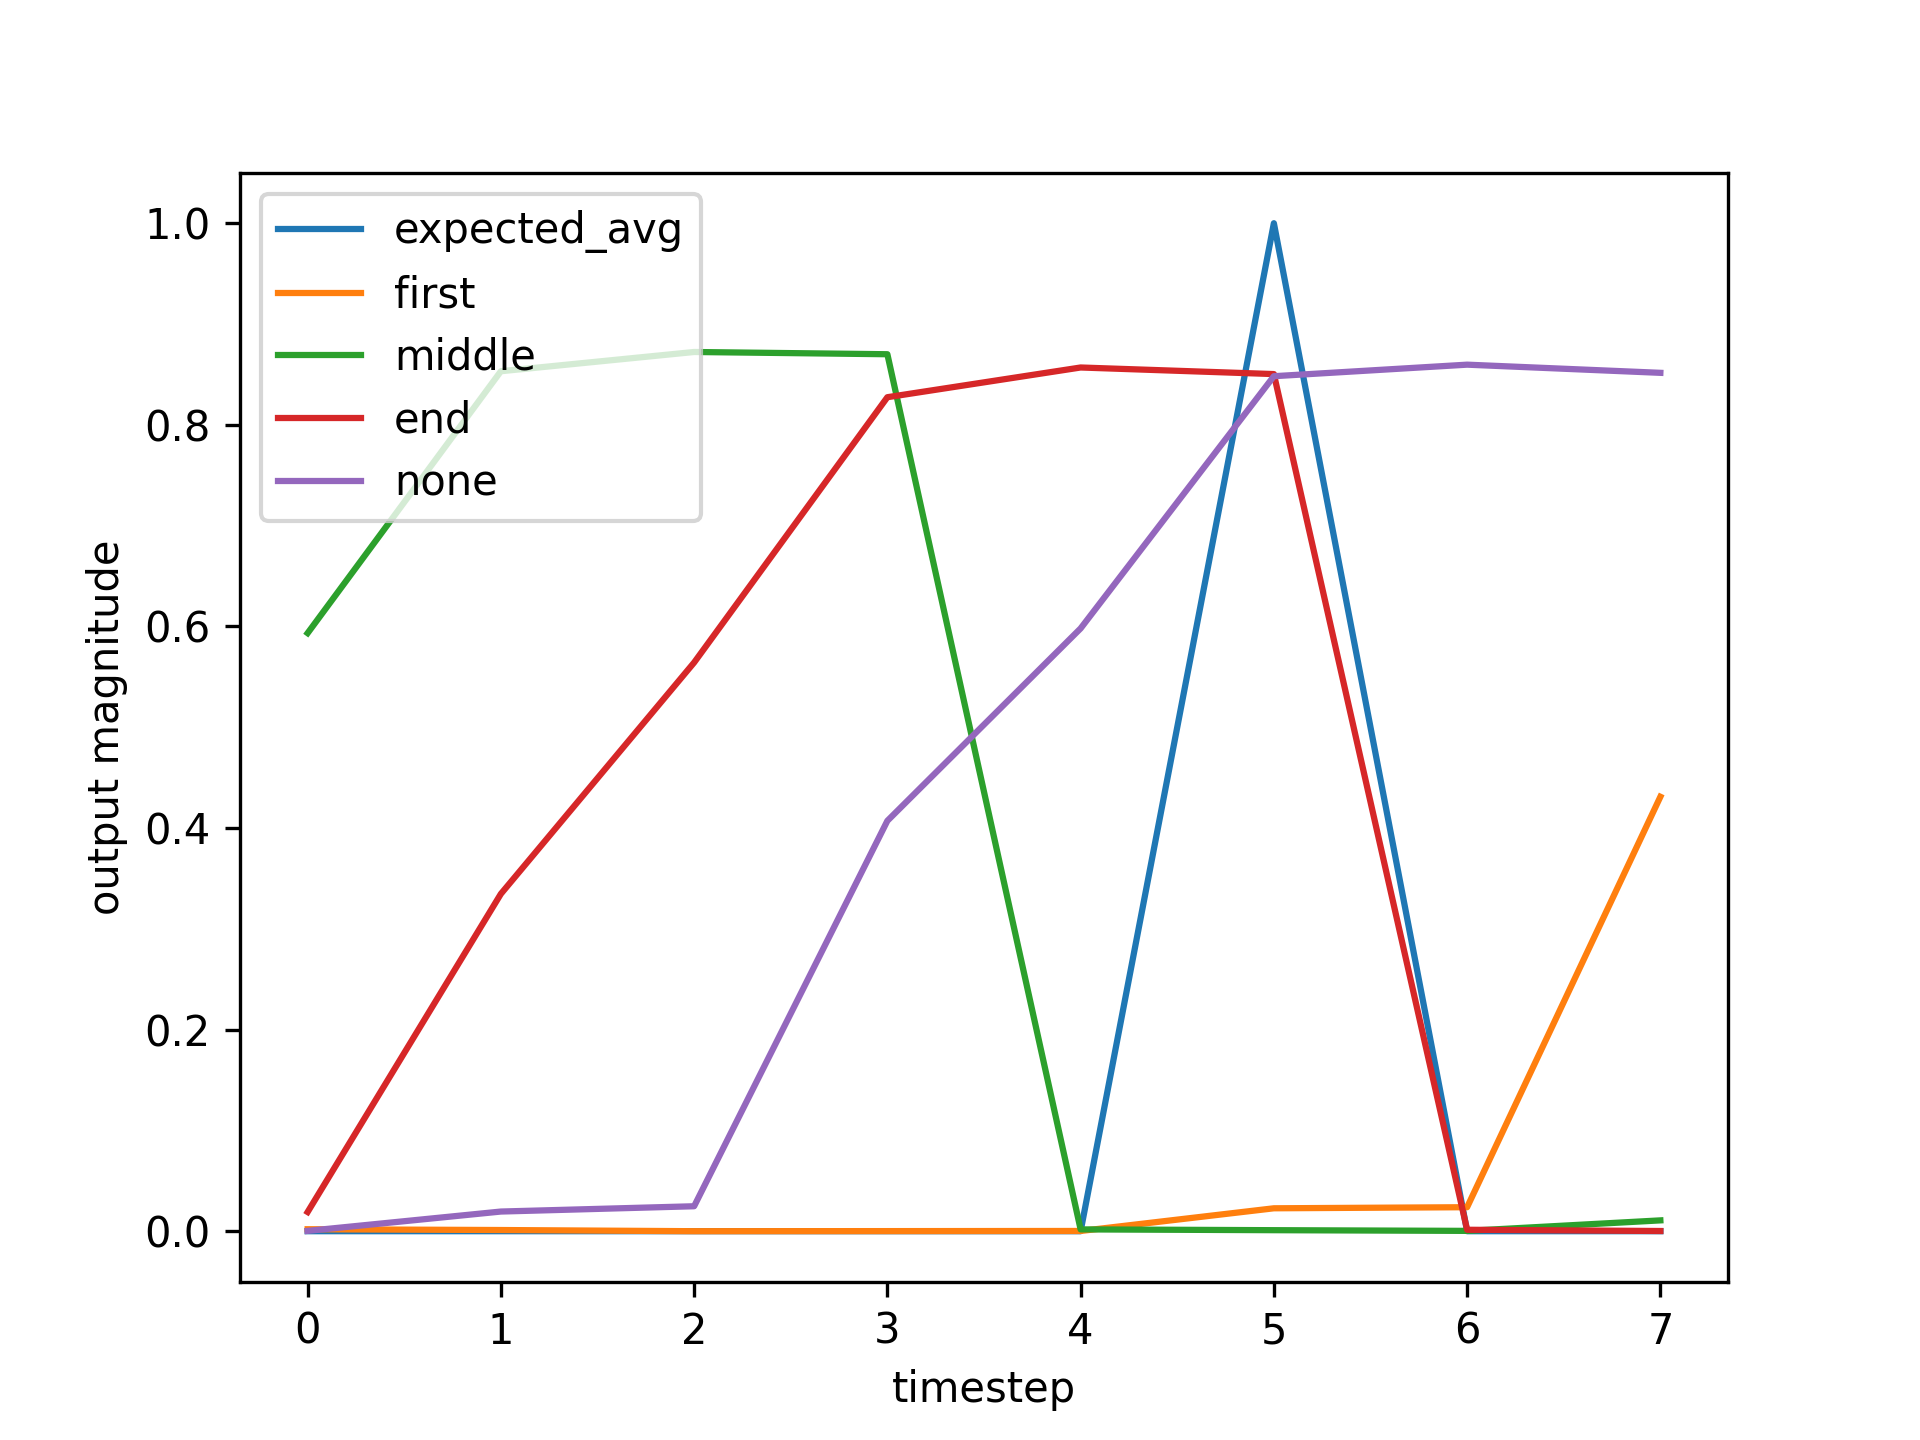 expected_avg
first
middle
end
none
1.0
0.8
0.6
0.4
0.2
0.0
output magnitude
0 1 2 3 4 5 6 7
timestep